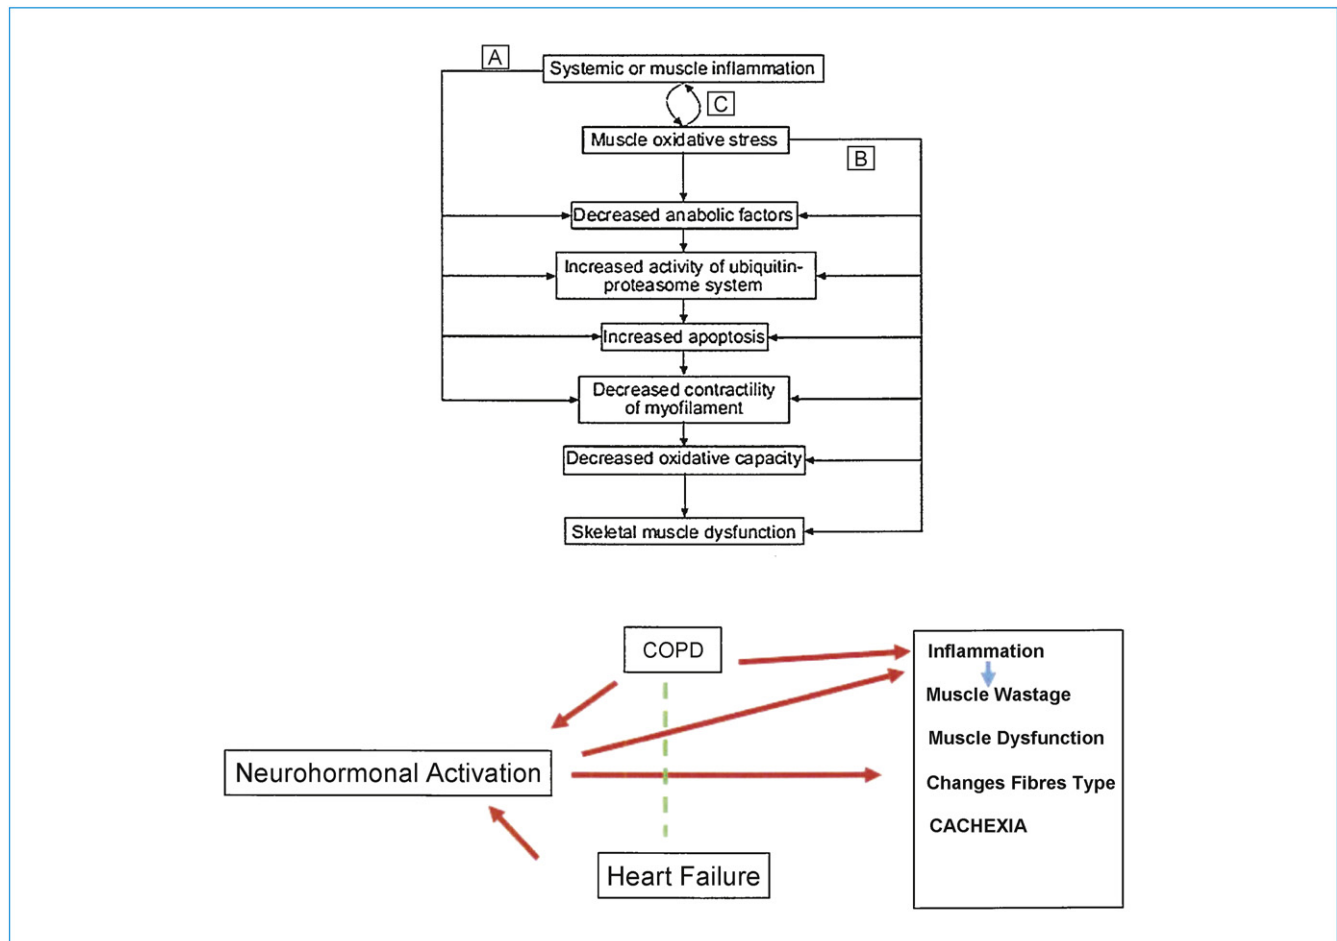 A
Systemic or muscle inflammation
C
Muscle oxidative stress
B
Decreased anabolic factors
Increased activity of ubiquitin-
proteasome system
Increased apoptosis
Decreased contractility
of myofilament
Decreased oxidative capacity
Skeletal muscle dysfunction
COPD
Inflammation
Muscle Wastage
Muscle Dysfunction
Neurohormonal Activation
Changes Fibres Type
CACHEXIA
Heart Failure